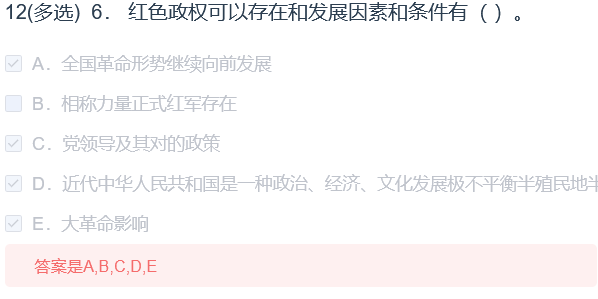 12(多选)  6． 红色政权可以存在和发展因素和条件有（ ）。
A．全国革命形势继续向前发展
B．相称力量正式红军存在
C．党领导及其对的政策
D．近代中华人民共和国是一种政治、经济、文化发展极不平衡半殖民地
E．大革命影响
答案是A,B,C,D,E